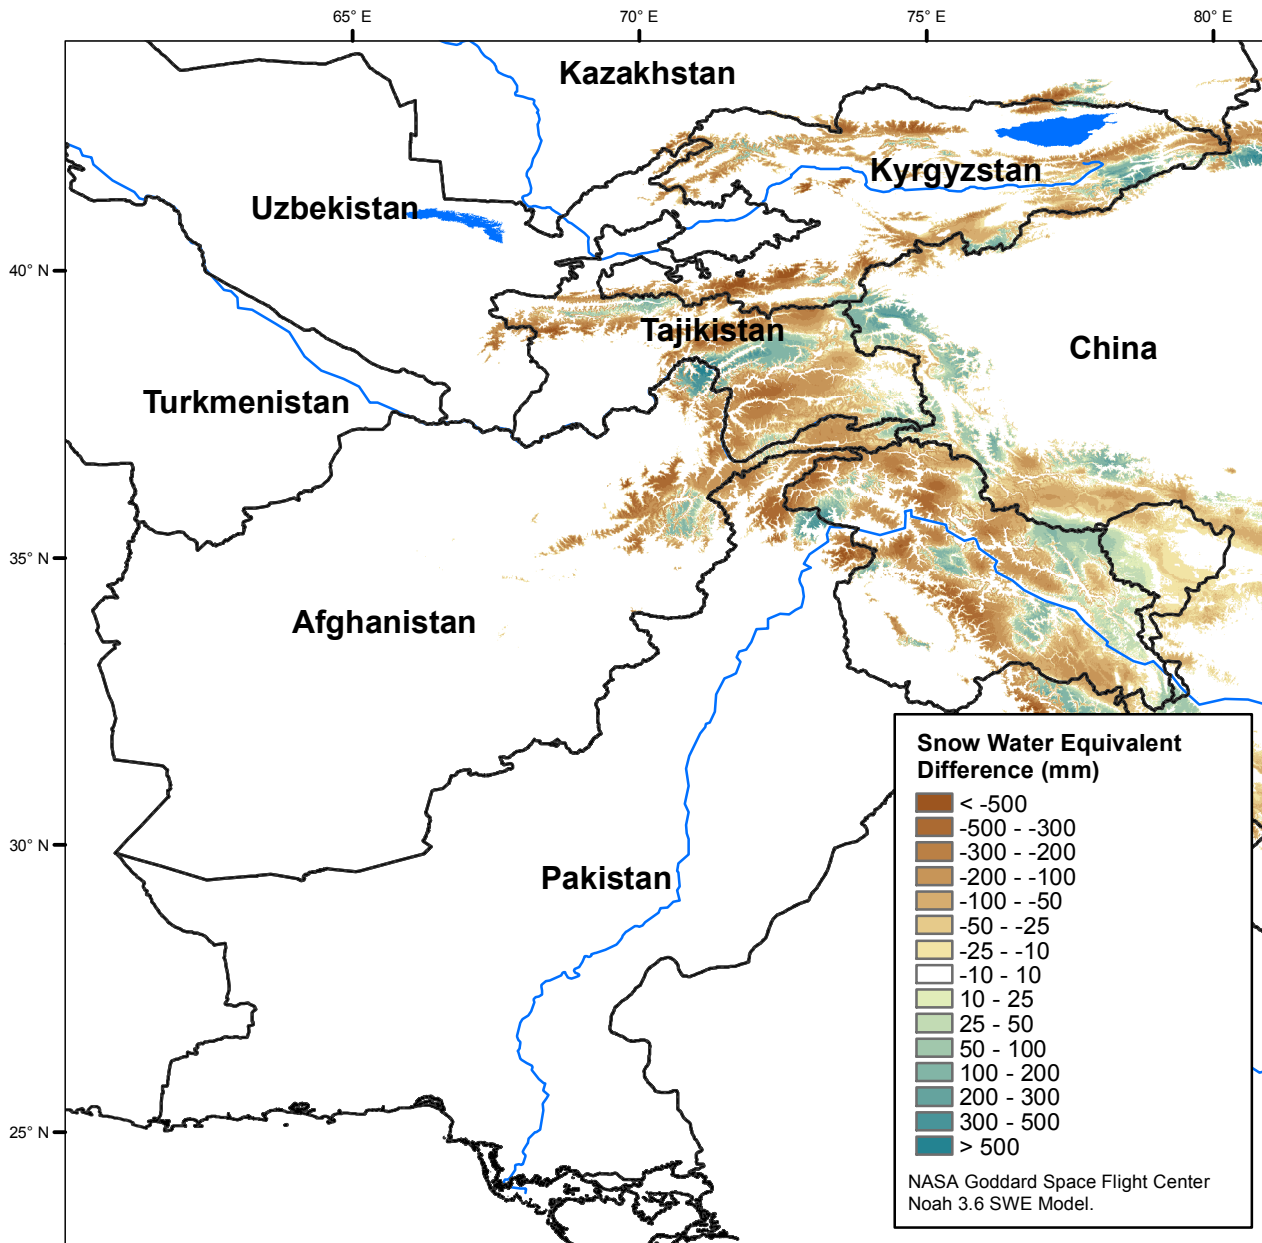 65° E
70° E
75° E
80° E
Kazakhstan
Kyrgyzstan
Uzbekistan
40° N
Tajikistan
China
Turkmenistan
35° N
Afghanistan
Snow Water Equivalent
Difference (mm)
< -500
-500 - -300
-300 - -200
-200 - -100
-100 - -50
-50 - -25
-25 - -10
-10 - 10
10 - 25
25 - 50
50 - 100
100 - 200
200 - 300
300 - 500
> 500
30° N
Pakistan
25° N
NASA Goddard Space Flight Center
Noah 3.6 SWE Model.